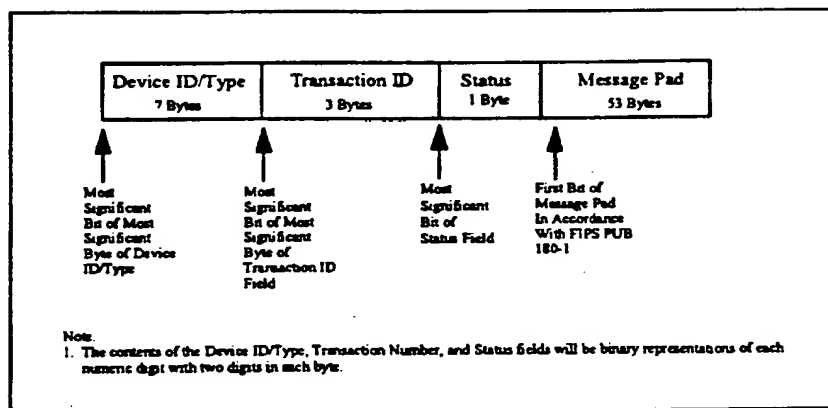 Device ID/Type
7 Bytes
Transaction ID
3 Bytes
Status
1 Byte
Message Pad
53 Bytes
Most
Significant
Bit of Most
Significant
Byte of Device
ID/Type
Most
Significant
Bit of Most
Significant
Byte of
Transaction ID
Field
Most
Significant
Bit of
Status Field
First Bit of
Message Pad
In Accordance
With FIPS PUB
180-1
Note.
1. The contents of the Device ID/Type, Transaction Number, and Status fields will be binary representations of each
numeric digit with two digits in each byte.